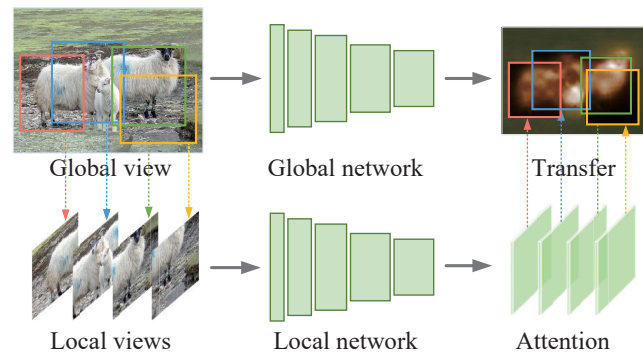 Global view
Global network
Transfer
Local views
Local network
Attention